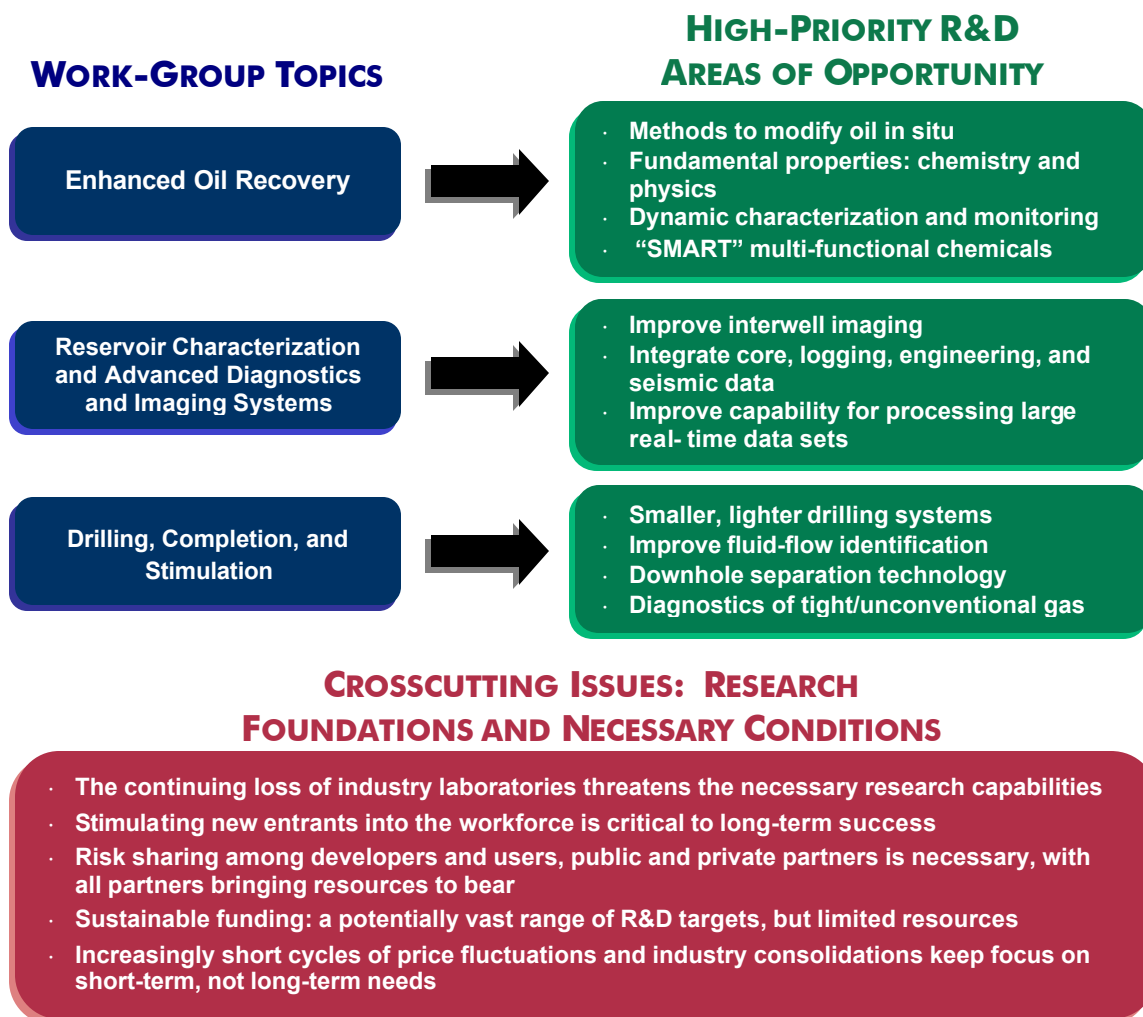 WORK-GROUP TOPICS
HIGH-PRIORITY R&D
AREAS OF OPPORTUNITY
Enhanced Oil Recovery
· Methods to modify oil in situ
· Fundamental properties: chemistry and
physics
· Dynamic characterization and monitoring
· “SMART” multi-functional chemicals
Reservoir Characterization
and Advanced Diagnostics
and Imaging Systems
· Improve interwell imaging
· Integrate core, logging, engineering, and
seismic data
· Improve capability for processing large
real- time data sets
Drilling, Completion, and
Stimulation
· Smaller, lighter drilling systems
· Improve fluid-flow identification
· Downhole separation technology
· Diagnostics of tight/unconventional gas
CROSSCUTTING ISSUES: RESEARCH
FOUNDATIONS AND NECESSARY CONDITIONS
· The continuing loss of industry laboratories threatens the necessary research capabilities
· Stimulating new entrants into the workforce is critical to long-term success
· Risk sharing among developers and users, public and private partners is necessary, with
all partners bringing resources to bear
· Sustainable funding: a potentially vast range of R&D targets, but limited resources
· Increasingly short cycles of price fluctuations and industry consolidations keep focus on
short-term, not long-term needs